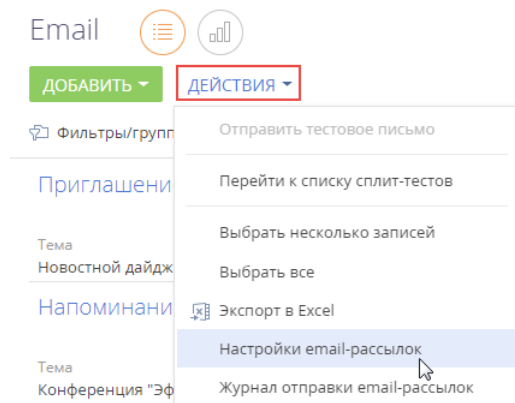 Email
ДОБАВИТЬ
ДЕЙСТВИЯ
Фильтры/групп
Отправить тестовое письмо
Приглашени
Перейти к списку сплит-тестов
Тема
Выбрать несколько записей
Новостной дайдж
Выбрать все
Напоминани
Экспорт в Excel
Настройки email-рассылок
Тема
Конференция "Эф
Журнал отправки email-рассылок